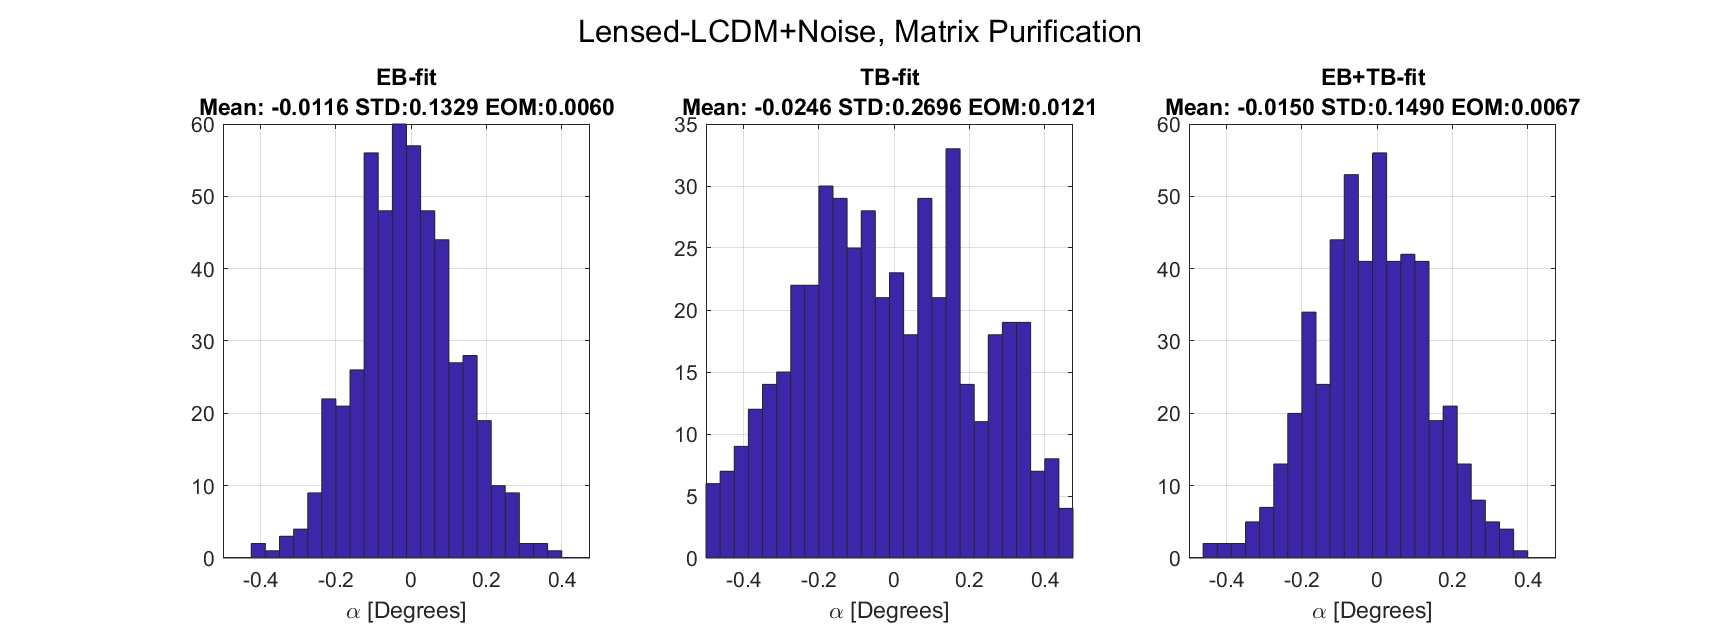 Lensed-LCDM+Noise, Matrix Purification
EB-fit
Mean: -0.0116 STD:0.1329 EOM:0.0060
60
50
40
30
20
10
0
-0.4 -0.2 0 0.2 0.4
α [Degrees]
TB-fit
Mean: -0.0246 STD:0.2696 EOM:0.0121
35
30
25
20
15
10
5
0
-0.4 -0.2 0 0.2 0.4
α [Degrees]
EB+TB-fit
Mean: -0.0150 STD:0.1490 EOM:0.0067
60
50
40
30
20
10
0
-0.4 -0.2 0 0.2 0.4
α [Degrees]